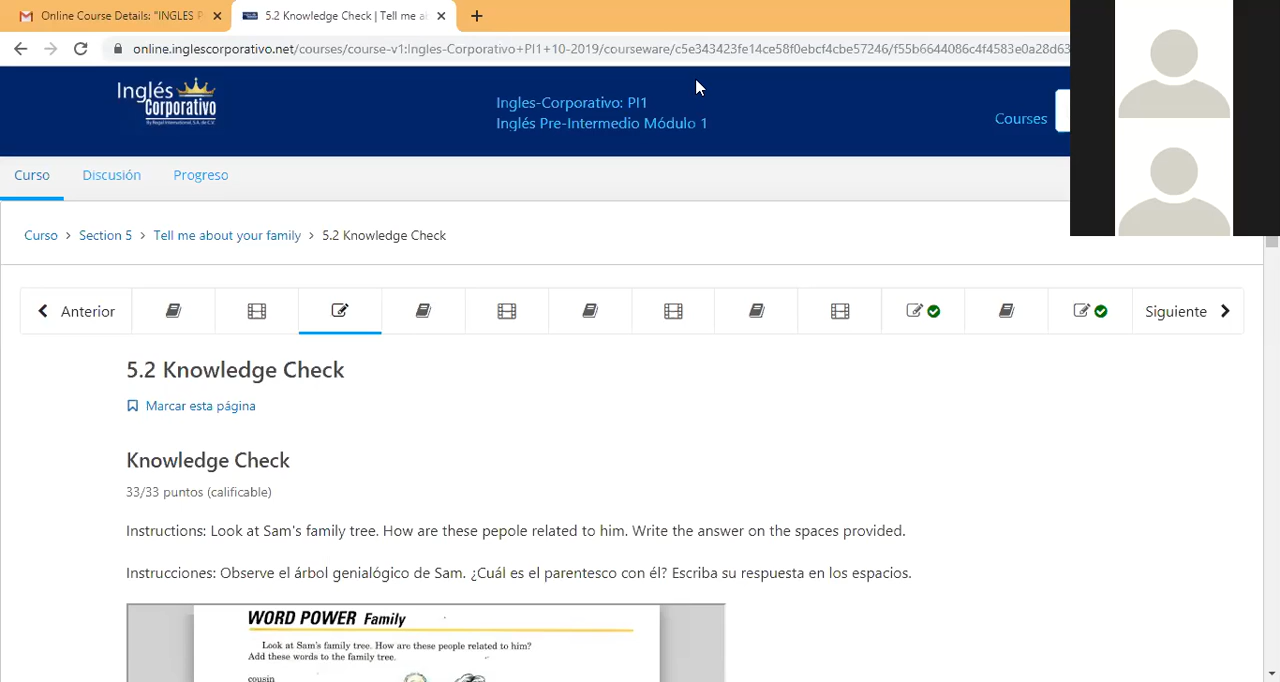 Online Course Details: "INGLES P
5.2 Knowledge Check | Tell me ab
online.inglescorporativo.net/courses/course-v1:Ingles-Corporativo+PI1+10-2019/courseware/c5e343423fe14ce58f0ebcf4cbe57246/f55b6644086c4f4583e0a28d63
Inglés
Corporativo
By Regal International, S.A. de C.V.
Ingles-Corporativo: PI1
Inglés Pre-Intermedio Módulo 1
Courses
Curso
Discusión
Progreso
Curso > Section 5 > Tell me about your family > 5.2 Knowledge Check
Anterior
Siguiente
5.2 Knowledge Check
Marcar esta página
Knowledge Check
33/33 puntos (calificable)
Instructions: Look at Sam's family tree. How are these pepole related to him. Write the answer on the spaces provided.
Instrucciones: Observe el árbol genialógico de Sam. ¿Cuál es el parentesco con él? Escriba su respuesta en los espacios.
WORD POWER Family
Look at Sam's family tree. How are these people related to him?
Add these words to the family tree.
cousin